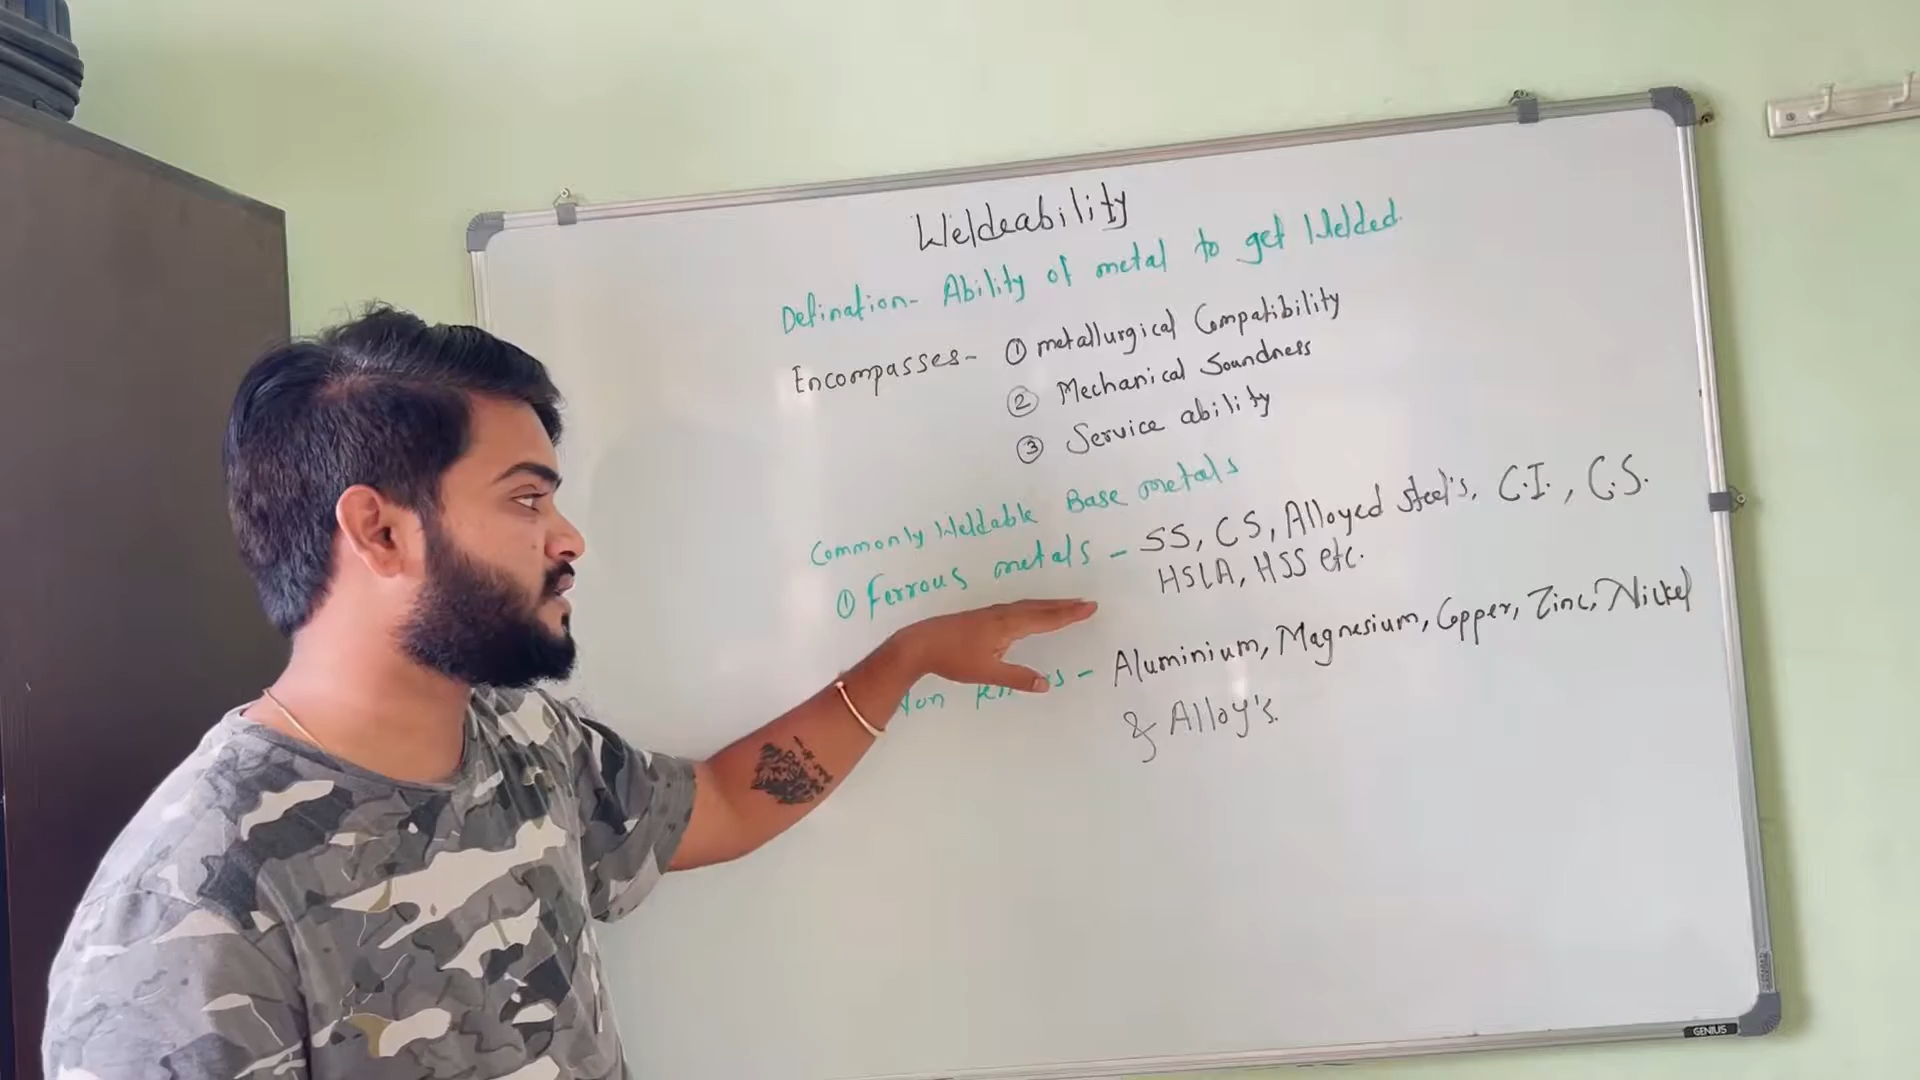 Weldeability
Defination- Ability of metal to get Welded
Encompasses- ① metallurgical Compatibility
② Mechanical Soundness
③ Service ability
Commonly Weldable Base metals
① Ferrous metals - SS, CS, Alloyed Steel's, C.I., C.S.
HSLA, HSS etc.
Non - Aluminium, Magnesium, Copper, Zinc, Nickel
& Alloy's.
GENIUS